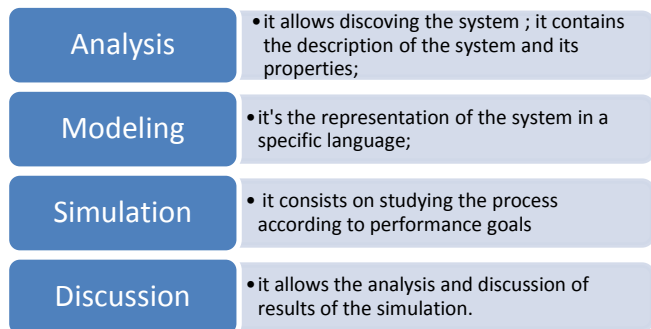 Analysis
•it allows discoving the system ; it contains
the description of the system and its
properties;
Modeling
•it's the representation of the system in a
specific language;
Simulation
• it consists on studying the process
according to performance goals
Discussion
•it allows the analysis and discussion of
results of the simulation.